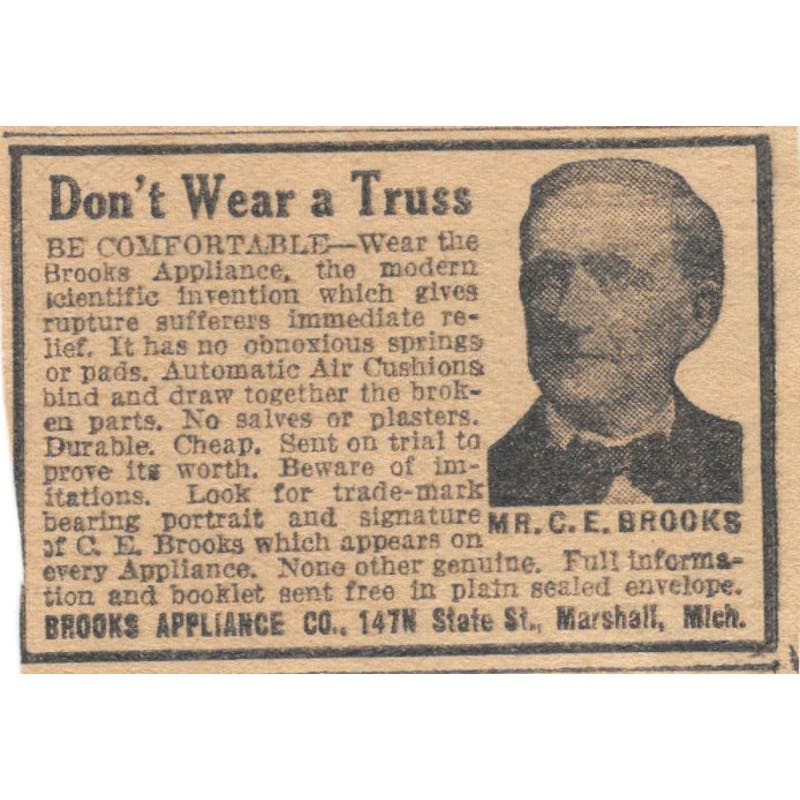 Don't Wear a Truss
BE COMFORTABLE—Wear the
Brooks Appliance, the modern
scientific invention which gives
rupture sufferers immediate re-
lief. It has no obnoxious springs
or pads. Automatic Air Cushions
bind and draw together the brok-
en parts. No salves or plasters.
Durable. Cheap. Sent on trial to
prove its worth. Beware of im-
itations. Look for trade-mark
bearing portrait and signature
of C. E. Brooks which appears on
every Appliance. None other genuine. Full informa-
tion and booklet sent free in plain sealed envelope.
BROOKS APPLIANCE CO., 147N State St., Marshall, Mich.
MR. C. E. BROOKS